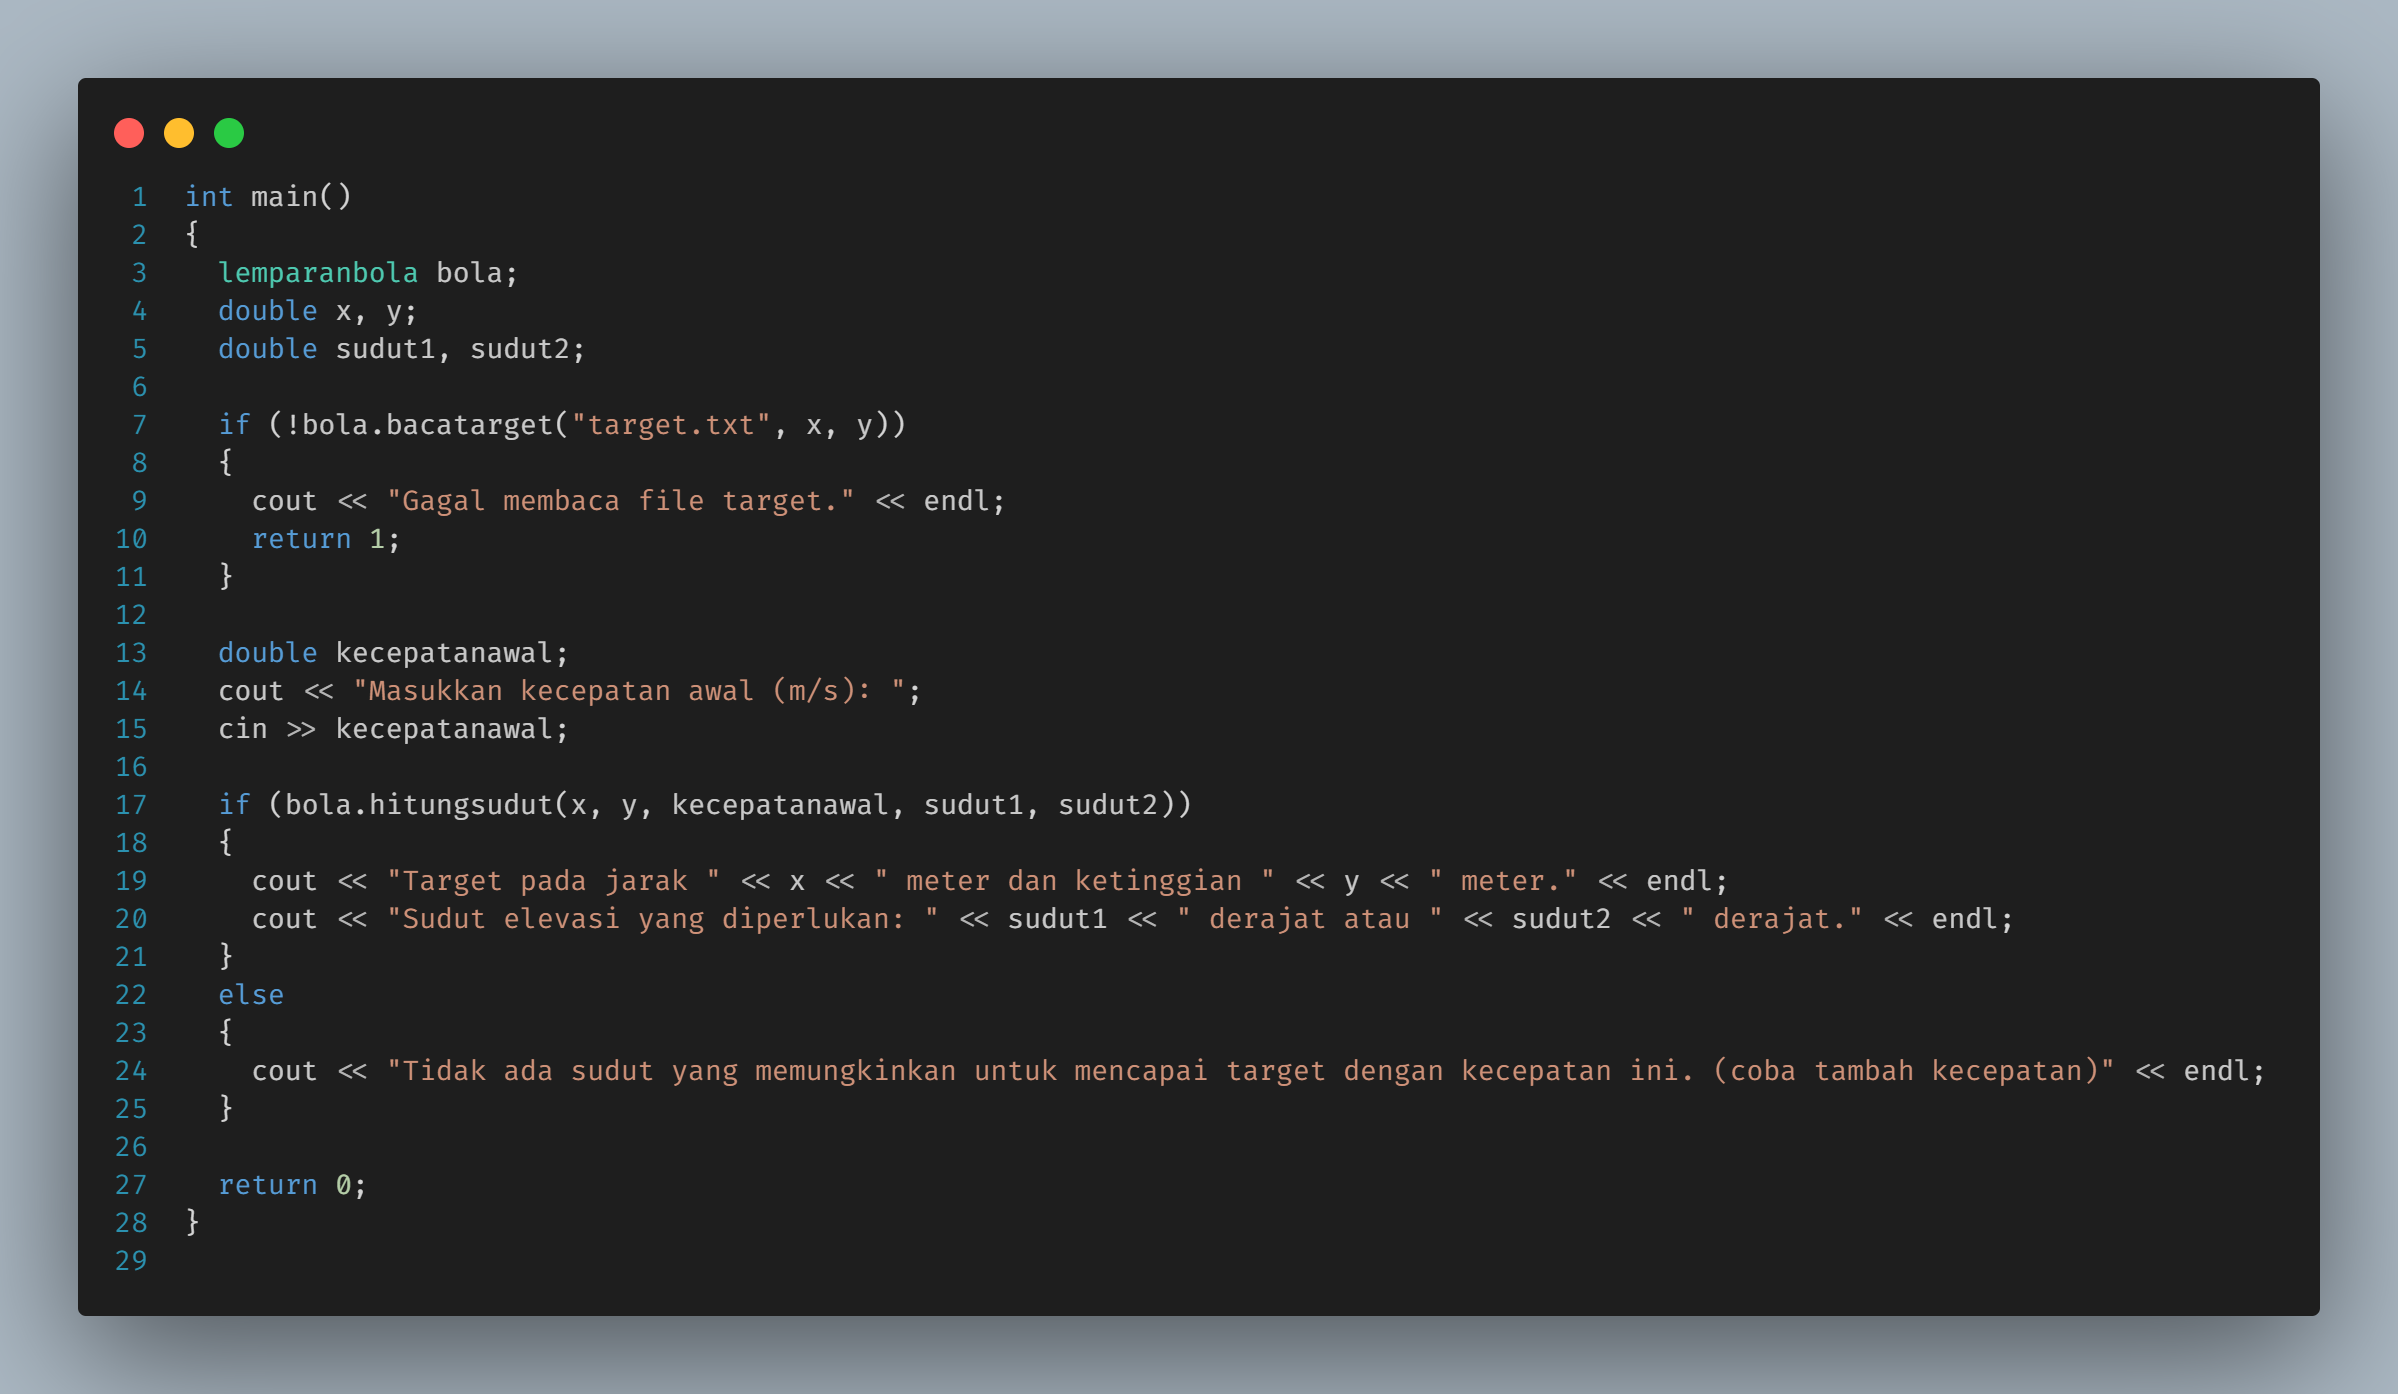 1 int main()
2 {
3   lemparanbola bola;
4   double x, y;
5   double sudut1, sudut2;
6
7   if (!bola.bacatarget("target.txt", x, y))
8   {
9     cout << "Gagal membaca file target." << endl;
10     return 1;
11   }
12
13   double kecepatanawal;
14   cout << "Masukkan kecepatan awal (m/s): ";
15   cin >> kecepatanawal;
16
17   if (bola.hitungsudut(x, y, kecepatanawal, sudut1, sudut2))
18   {
19     cout << "Target pada jarak " << x << " meter dan ketinggian " << y << " meter." << endl;
20     cout << "Sudut elevasi yang diperlukan: " << sudut1 << " derajat atau " << sudut2 << " derajat." << endl;
21   }
22   else
23   {
24     cout << "Tidak ada sudut yang memungkinkan untuk mencapai target dengan kecepatan ini. (coba tambah kecepatan)" << endl;
25   }
26
27   return 0;
28 }
29